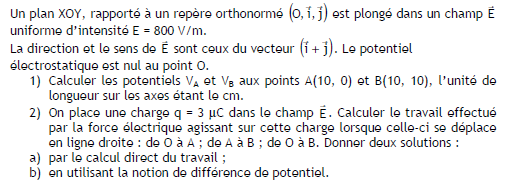 Un plan XOY, rapporté à un repère orthonormé (O, i⃗, j⃗) est plongé dans un champ E⃗
uniforme d'intensité E = 800 V/m.
La direction et le sens de E⃗ sont ceux du vecteur (i⃗ + j⃗). Le potentiel
électrostatique est nul au point O.
1) Calculer les potentiels V_A et V_B aux points A(10, 0) et B(10, 10), l'unité de
longueur sur les axes étant le cm.
2) On place une charge q = 3 µC dans le champ E⃗. Calculer le travail effectué
par la force électrique agissant sur cette charge lorsque celle-ci se déplace
en ligne droite : de O à A ; de A à B ; de O à B. Donner deux solutions :
a) par le calcul direct du travail ;
b) en utilisant la notion de différence de potentiel.